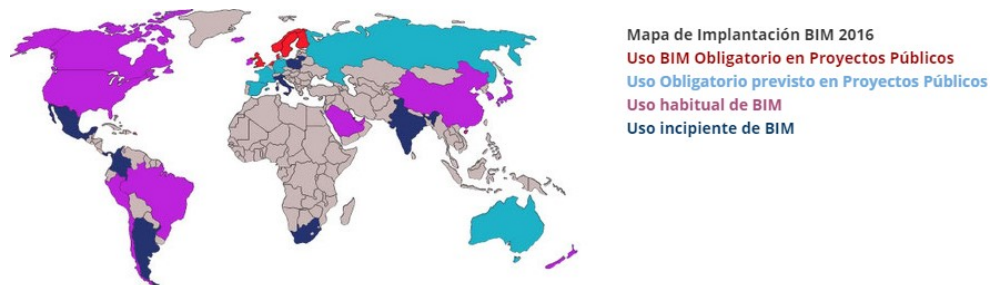 Mapa de Implantación BIM 2016
Uso BIM Obligatorio en Proyectos Públicos
Uso Obligatorio previsto en Proyectos Públicos
Uso habitual de BIM
Uso incipiente de BIM